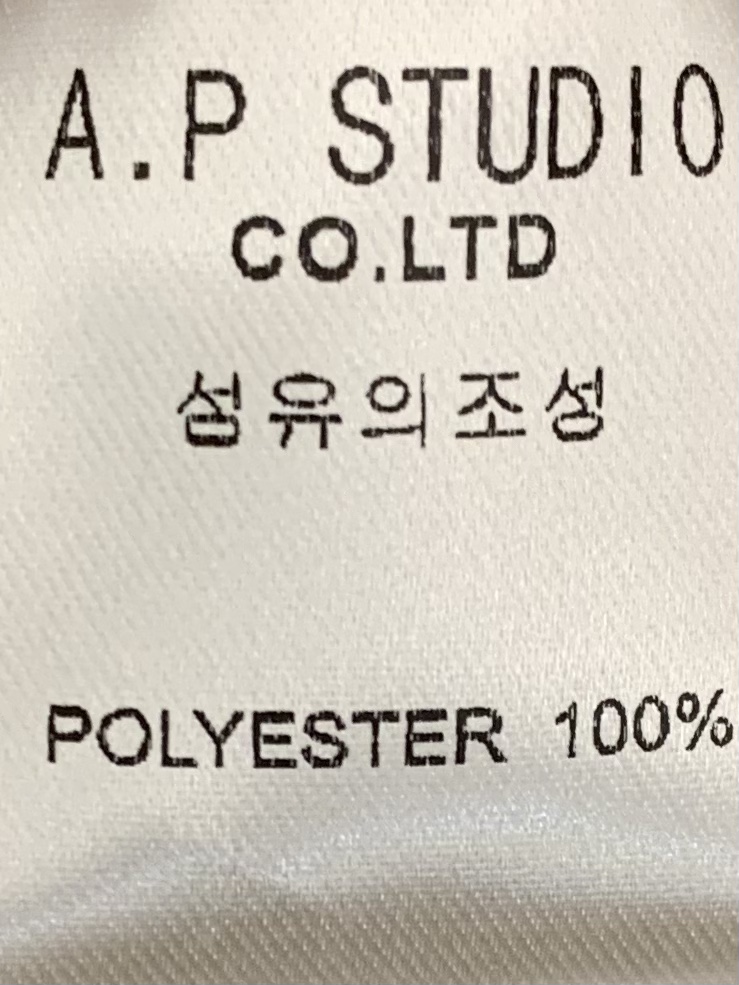 A.P STUDIO
CO.LTD
섬유의조성
POLYESTER 100%